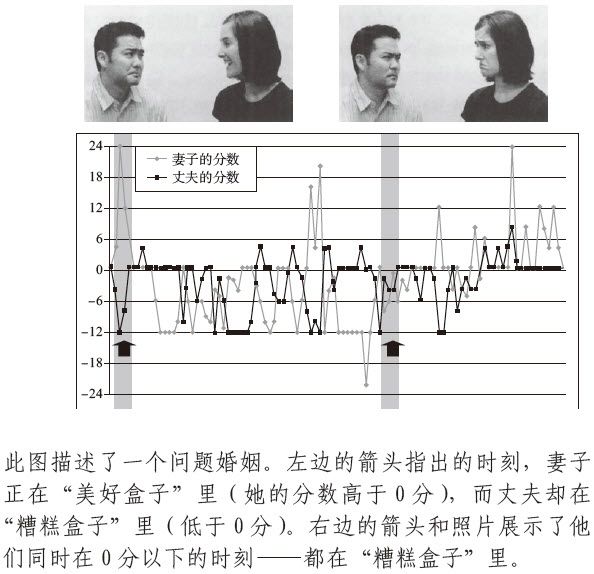 24
18
12
6
0
−6
−12
−18
−24
妻子的分数
丈夫的分数
此图描述了一个问题婚姻。左边的箭头指出的时刻，妻子
正在“美好盒子”里（她的分数高于0分），而丈夫却在
“糟糕盒子”里（低于0分）。右边的箭头和照片展示了他
们同时在0分以下的时刻——都在“糟糕盒子”里。